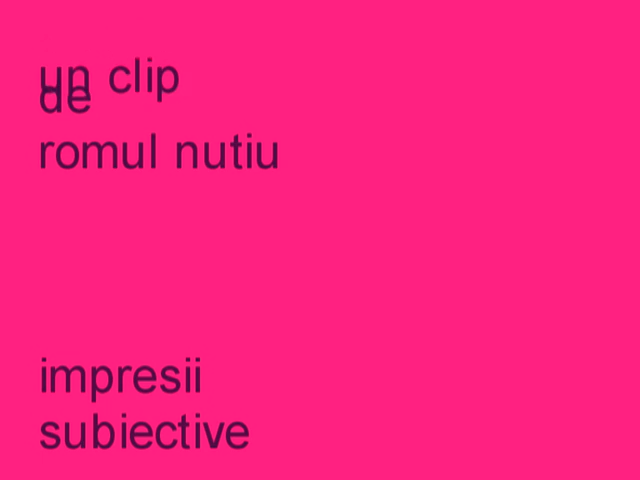 un clip
de
romul nutiu
impresii
subiective